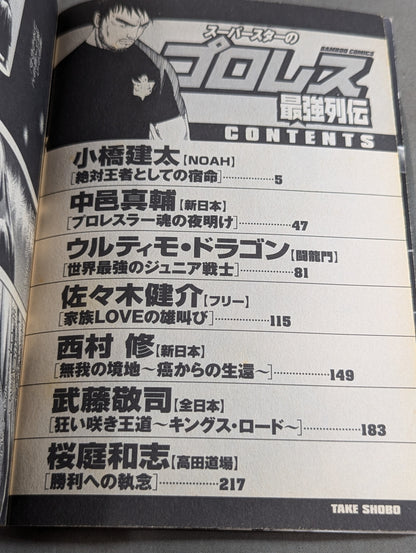 スーパースターの
BAMBOO COMICS
プロレス
最強列伝
CONTENTS
小橋建太【NOAH】
[絶対王者としての宿命]……………5
中邑真輔【新日本】
[プロレスラー魂の夜明け]……………47
ウルティモ・ドラゴン【闘龍門】
[世界最強のジュニア戦士]……………81
佐々木健介【フリー】
[家族LOVEの雄叫び]……………115
西村 修【新日本】
[無我の境地〜癌からの生還〜]……………149
武藤敬司【全日本】
[狂い咲き王道〜キングス・ロード〜]……………183
桜庭和志【高田道場】
[勝利への執念]……………217
TAKE SHOBO